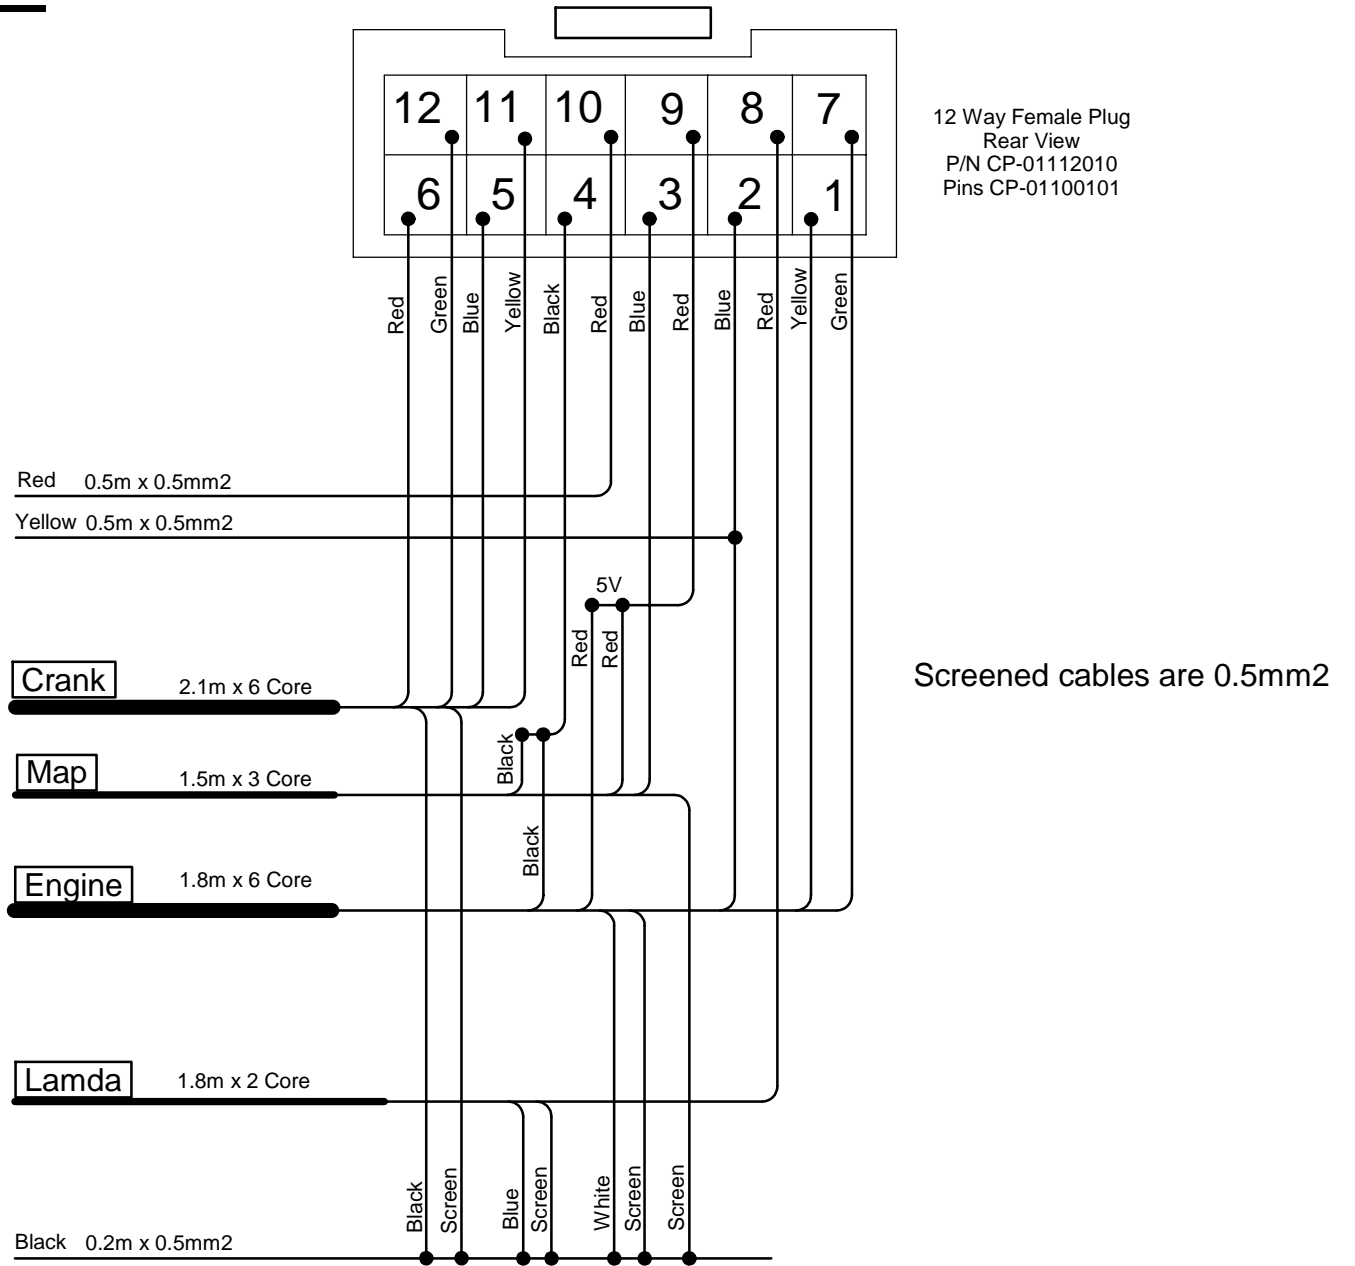 12 11 10 9 8 7
6 5 4 3 2 1
12 Way Female Plug
Rear View
P/N CP-01112010
Pins CP-01100101
Red Green Blue Yellow Black Red Blue Red Blue Red Yellow Green
Red 0.5m x 0.5mm2
Yellow 0.5m x 0.5mm2
5V
Red Red
Crank 2.1m x 6 Core
Screened cables are 0.5mm2
Black
Map 1.5m x 3 Core
Black
Engine 1.8m x 6 Core
Lamda 1.8m x 2 Core
Black Screen Blue Screen White Screen Screen
Black 0.2m x 0.5mm2